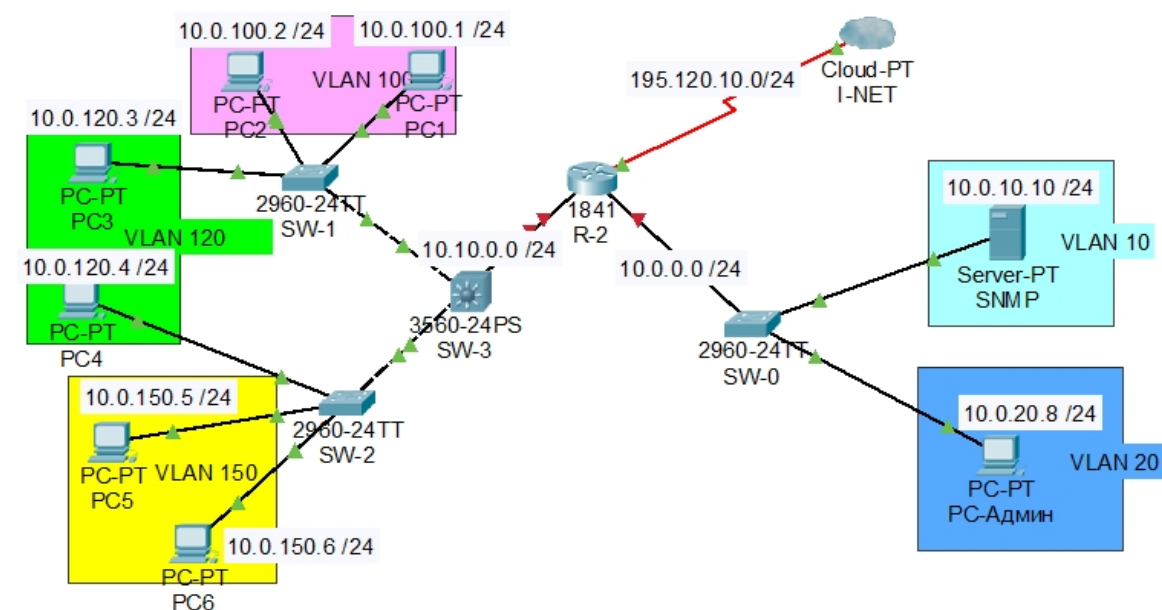 10.0.100.2 /24
10.0.100.1 /24
VLAN 100
PC-PT
PC2
PC-PT
PC1
Cloud-PT
I-NET
195.120.10.0/24
10.0.120.3 /24
PC-PT
PC3
2960-24TT
SW-1
1841
R-2
VLAN 120
10.0.120.4 /24
PC-PT
PC4
10.10.0.0 /24
3560-24PS
SW-3
10.0.0.0 /24
10.0.10.10 /24
VLAN 10
Server-PT
SNMP
2960-24TT
SW-0
10.0.150.5 /24
2960-24TT
SW-2
PC-PT
PC5
VLAN 150
10.0.150.6 /24
PC-PT
PC6
10.0.20.8 /24
VLAN 20
PC-PT
PC-Админ